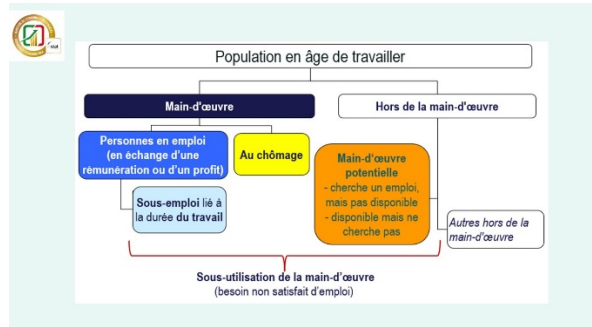 Population en âge de travailler
Main-d'œuvre
Hors de la main-d'œuvre
Personnes en emploi
(en échange d'une
rémunération ou d'un profit)
Au chômage
Main-d'œuvre
potentielle
- cherche un emploi,
mais pas disponible
- disponible mais ne
cherche pas
Sous-emploi lié à
la durée du travail
Autres hors de la
main-d'œuvre
Sous-utilisation de la main-d'œuvre
(besoin non satisfait d'emploi)